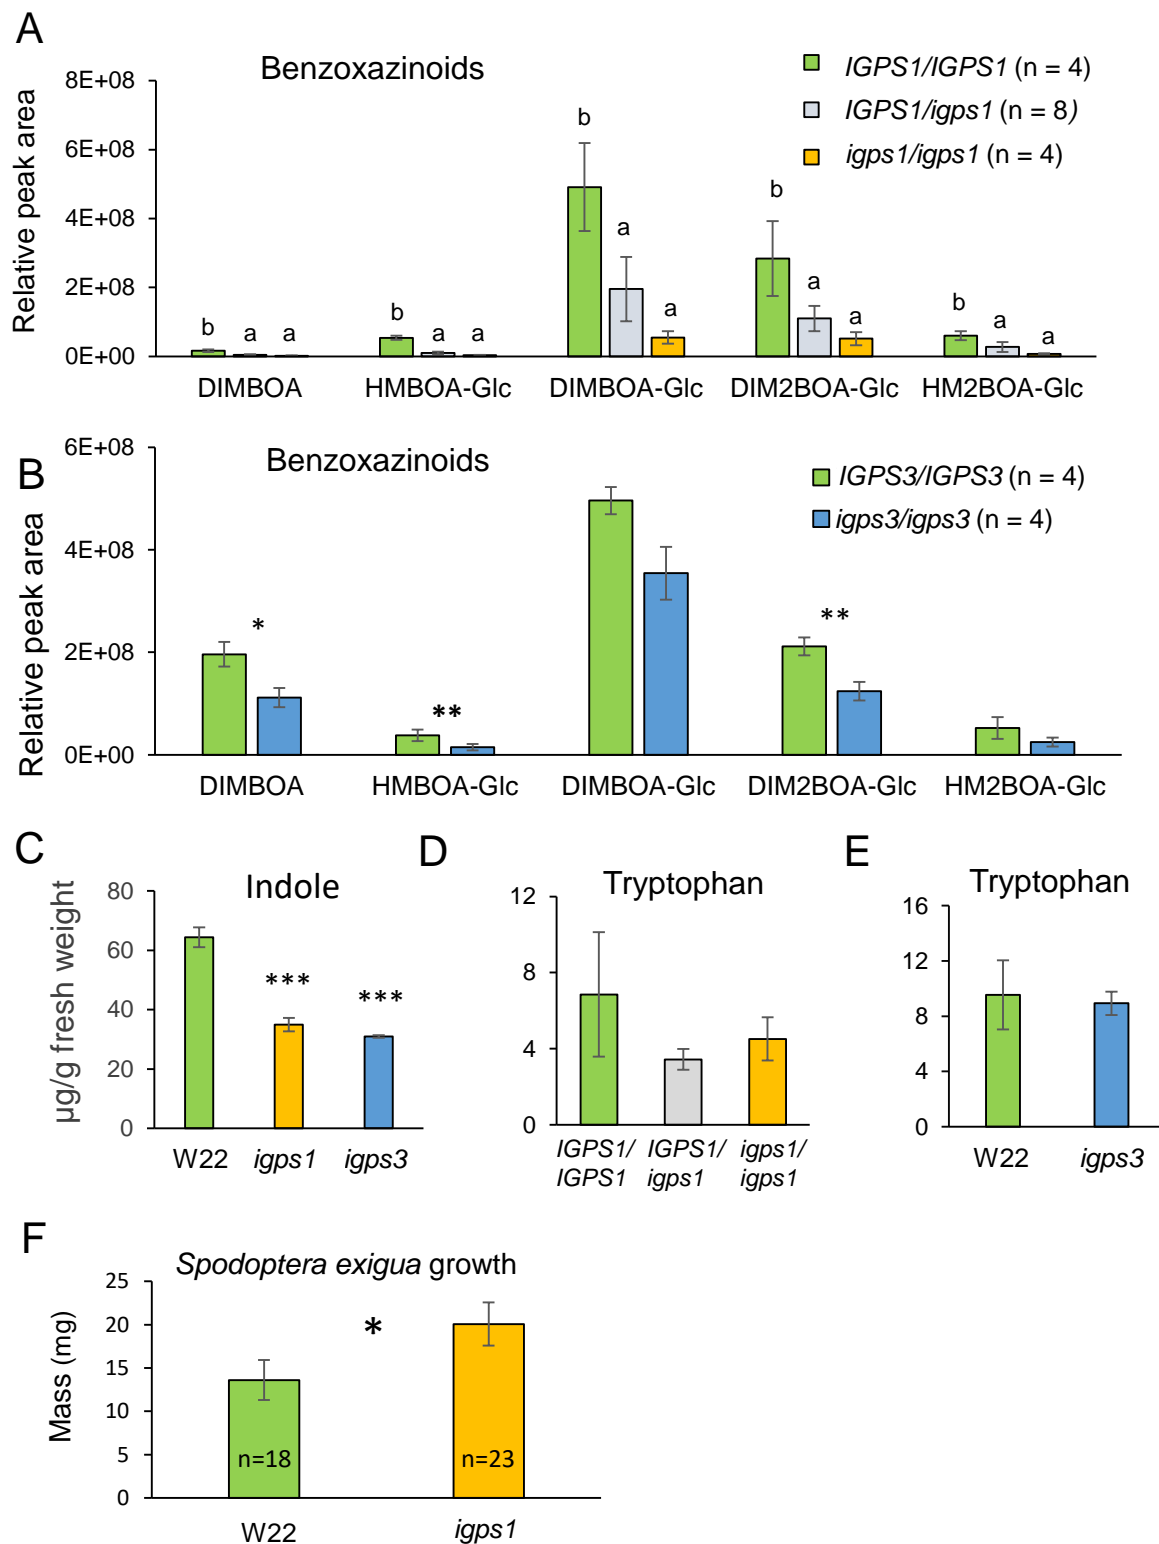 A
Benzoxazinoids
IGPS1/IGPS1 (n = 4)
IGPS1/igps1 (n = 8)
igps1/igps1 (n = 4)
Relative peak area
8E+08
6E+08
4E+08
2E+08
0E+00
b a a
b a a
b a a
b a a
b a a
DIMBOA HMBOA-Glc DIMBOA-Glc DIM2BOA-Glc HM2BOA-Glc
B
Benzoxazinoids
IGPS3/IGPS3 (n = 4)
igps3/igps3 (n = 4)
Relative peak area
6E+08
4E+08
2E+08
0E+00
*
**
**
DIMBOA HMBOA-Glc DIMBOA-Glc DIM2BOA-Glc HM2BOA-Glc
C
Indole
µg/g fresh weight
80
60
40
20
0
***
***
W22 igps1 igps3
D
Tryptophan
12
8
4
0
IGPS1/ IGPS1/ igps1/
IGPS1 igps1 igps1
E
Tryptophan
16
12
8
4
0
W22 igps3
F
Spodoptera exigua growth
Mass (mg)
25
20
15
10
5
0
*
n=18 n=23
W22 igps1